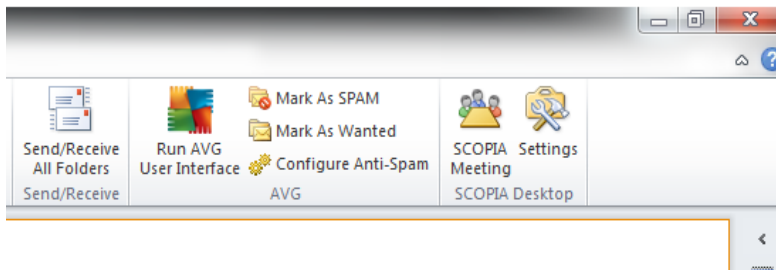 Send/Receive
All Folders
Send/Receive
Run AVG
User Interface
Mark As SPAM
Mark As Wanted
Configure Anti-Spam
AVG
SCOPIA
Meeting
Settings
SCOPIA Desktop